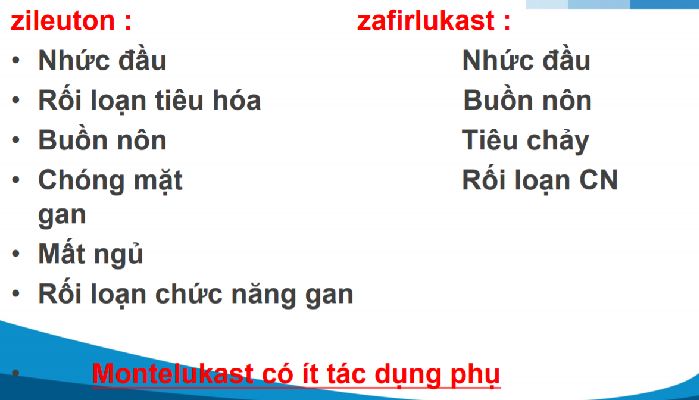 zileuton : zafirlukast :
• Nhức đầu Nhức đầu
• Rối loạn tiêu hóa Buồn nôn
• Buồn nôn Tiêu chảy
• Chóng mặt Rối loạn CN
gan
• Mất ngủ
• Rối loạn chức năng gan
• Montelukast có ít tác dụng phụ